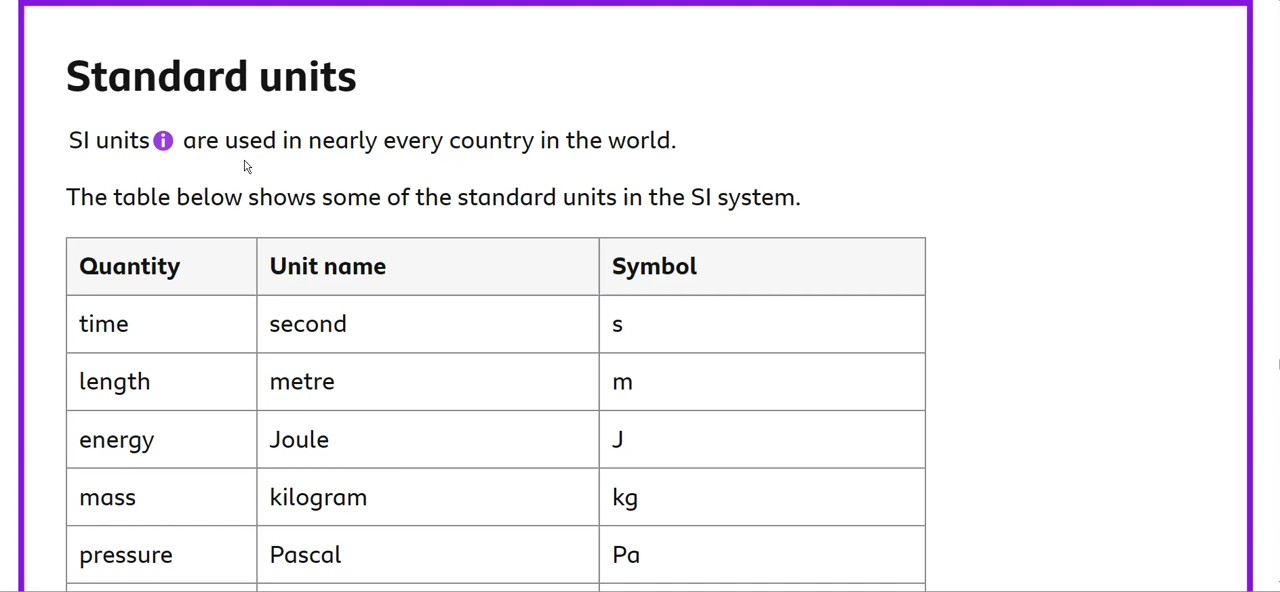 Standard units
SI units i are used in nearly every country in the world.
The table below shows some of the standard units in the SI system.
Quantity Unit name Symbol
time second s
length metre m
energy Joule J
mass kilogram kg
pressure Pascal Pa